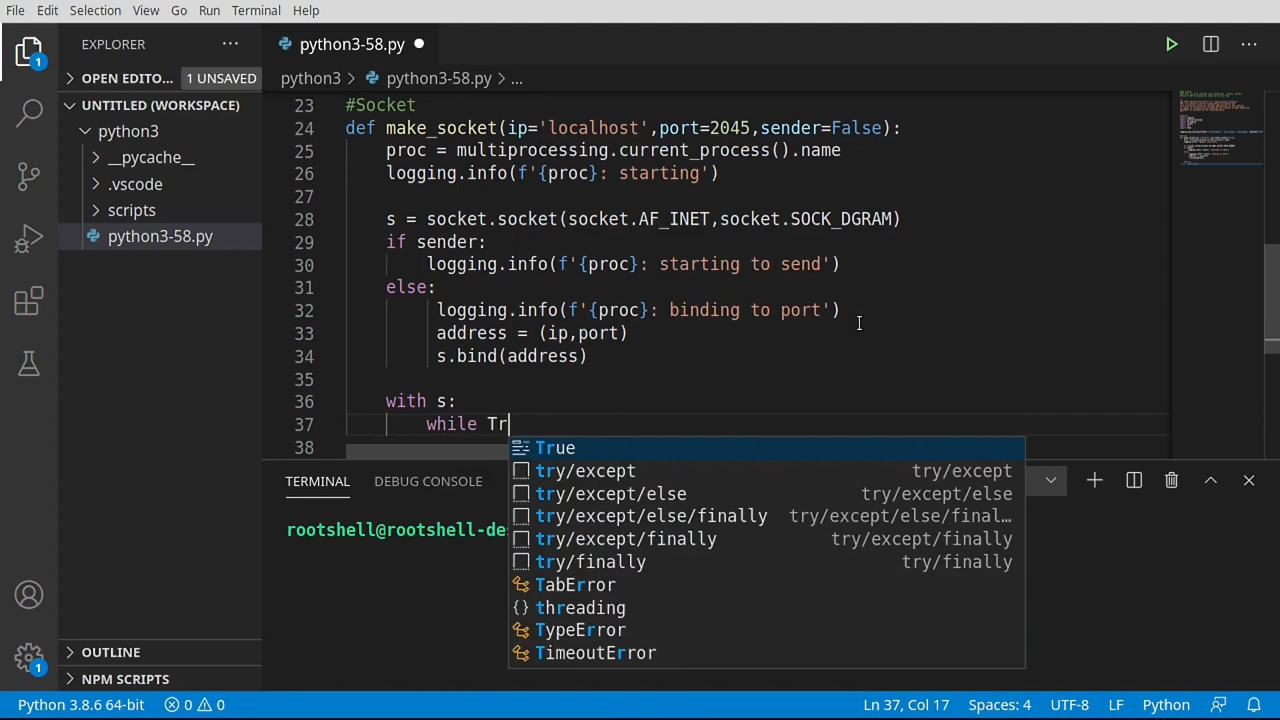 File Edit Selection View Go Run Terminal Help
EXPLORER
python3-58.py
OPEN EDITO... 1 UNSAVED
python3 > python3-58.py > ...
UNTITLED (WORKSPACE)
python3
__pycache__
.vscode
scripts
python3-58.py
23 #Socket
24 def make_socket(ip='localhost',port=2045,sender=False):
25 proc = multiprocessing.current_process().name
26 logging.info(f'{proc}: starting')
27
28 s = socket.socket(socket.AF_INET,socket.SOCK_DGRAM)
29 if sender:
30 logging.info(f'{proc}: starting to send')
31 else:
32 logging.info(f'{proc}: binding to port')
33 address = (ip,port)
34 s.bind(address)
35
36 with s:
37 while Tr
38
True
try/except try/except
try/except/else try/except/else
try/except/else/finally try/except/else/final...
try/except/finally try/except/finally
try/finally try/finally
TabError
threading
TypeError
TimeoutError
TERMINAL DEBUG CONSOLE
rootshell@rootshell-de
OUTLINE
NPM SCRIPTS
1
1
Python 3.8.6 64-bit 0 0 Ln 37, Col 17 Spaces: 4 UTF-8 LF Python